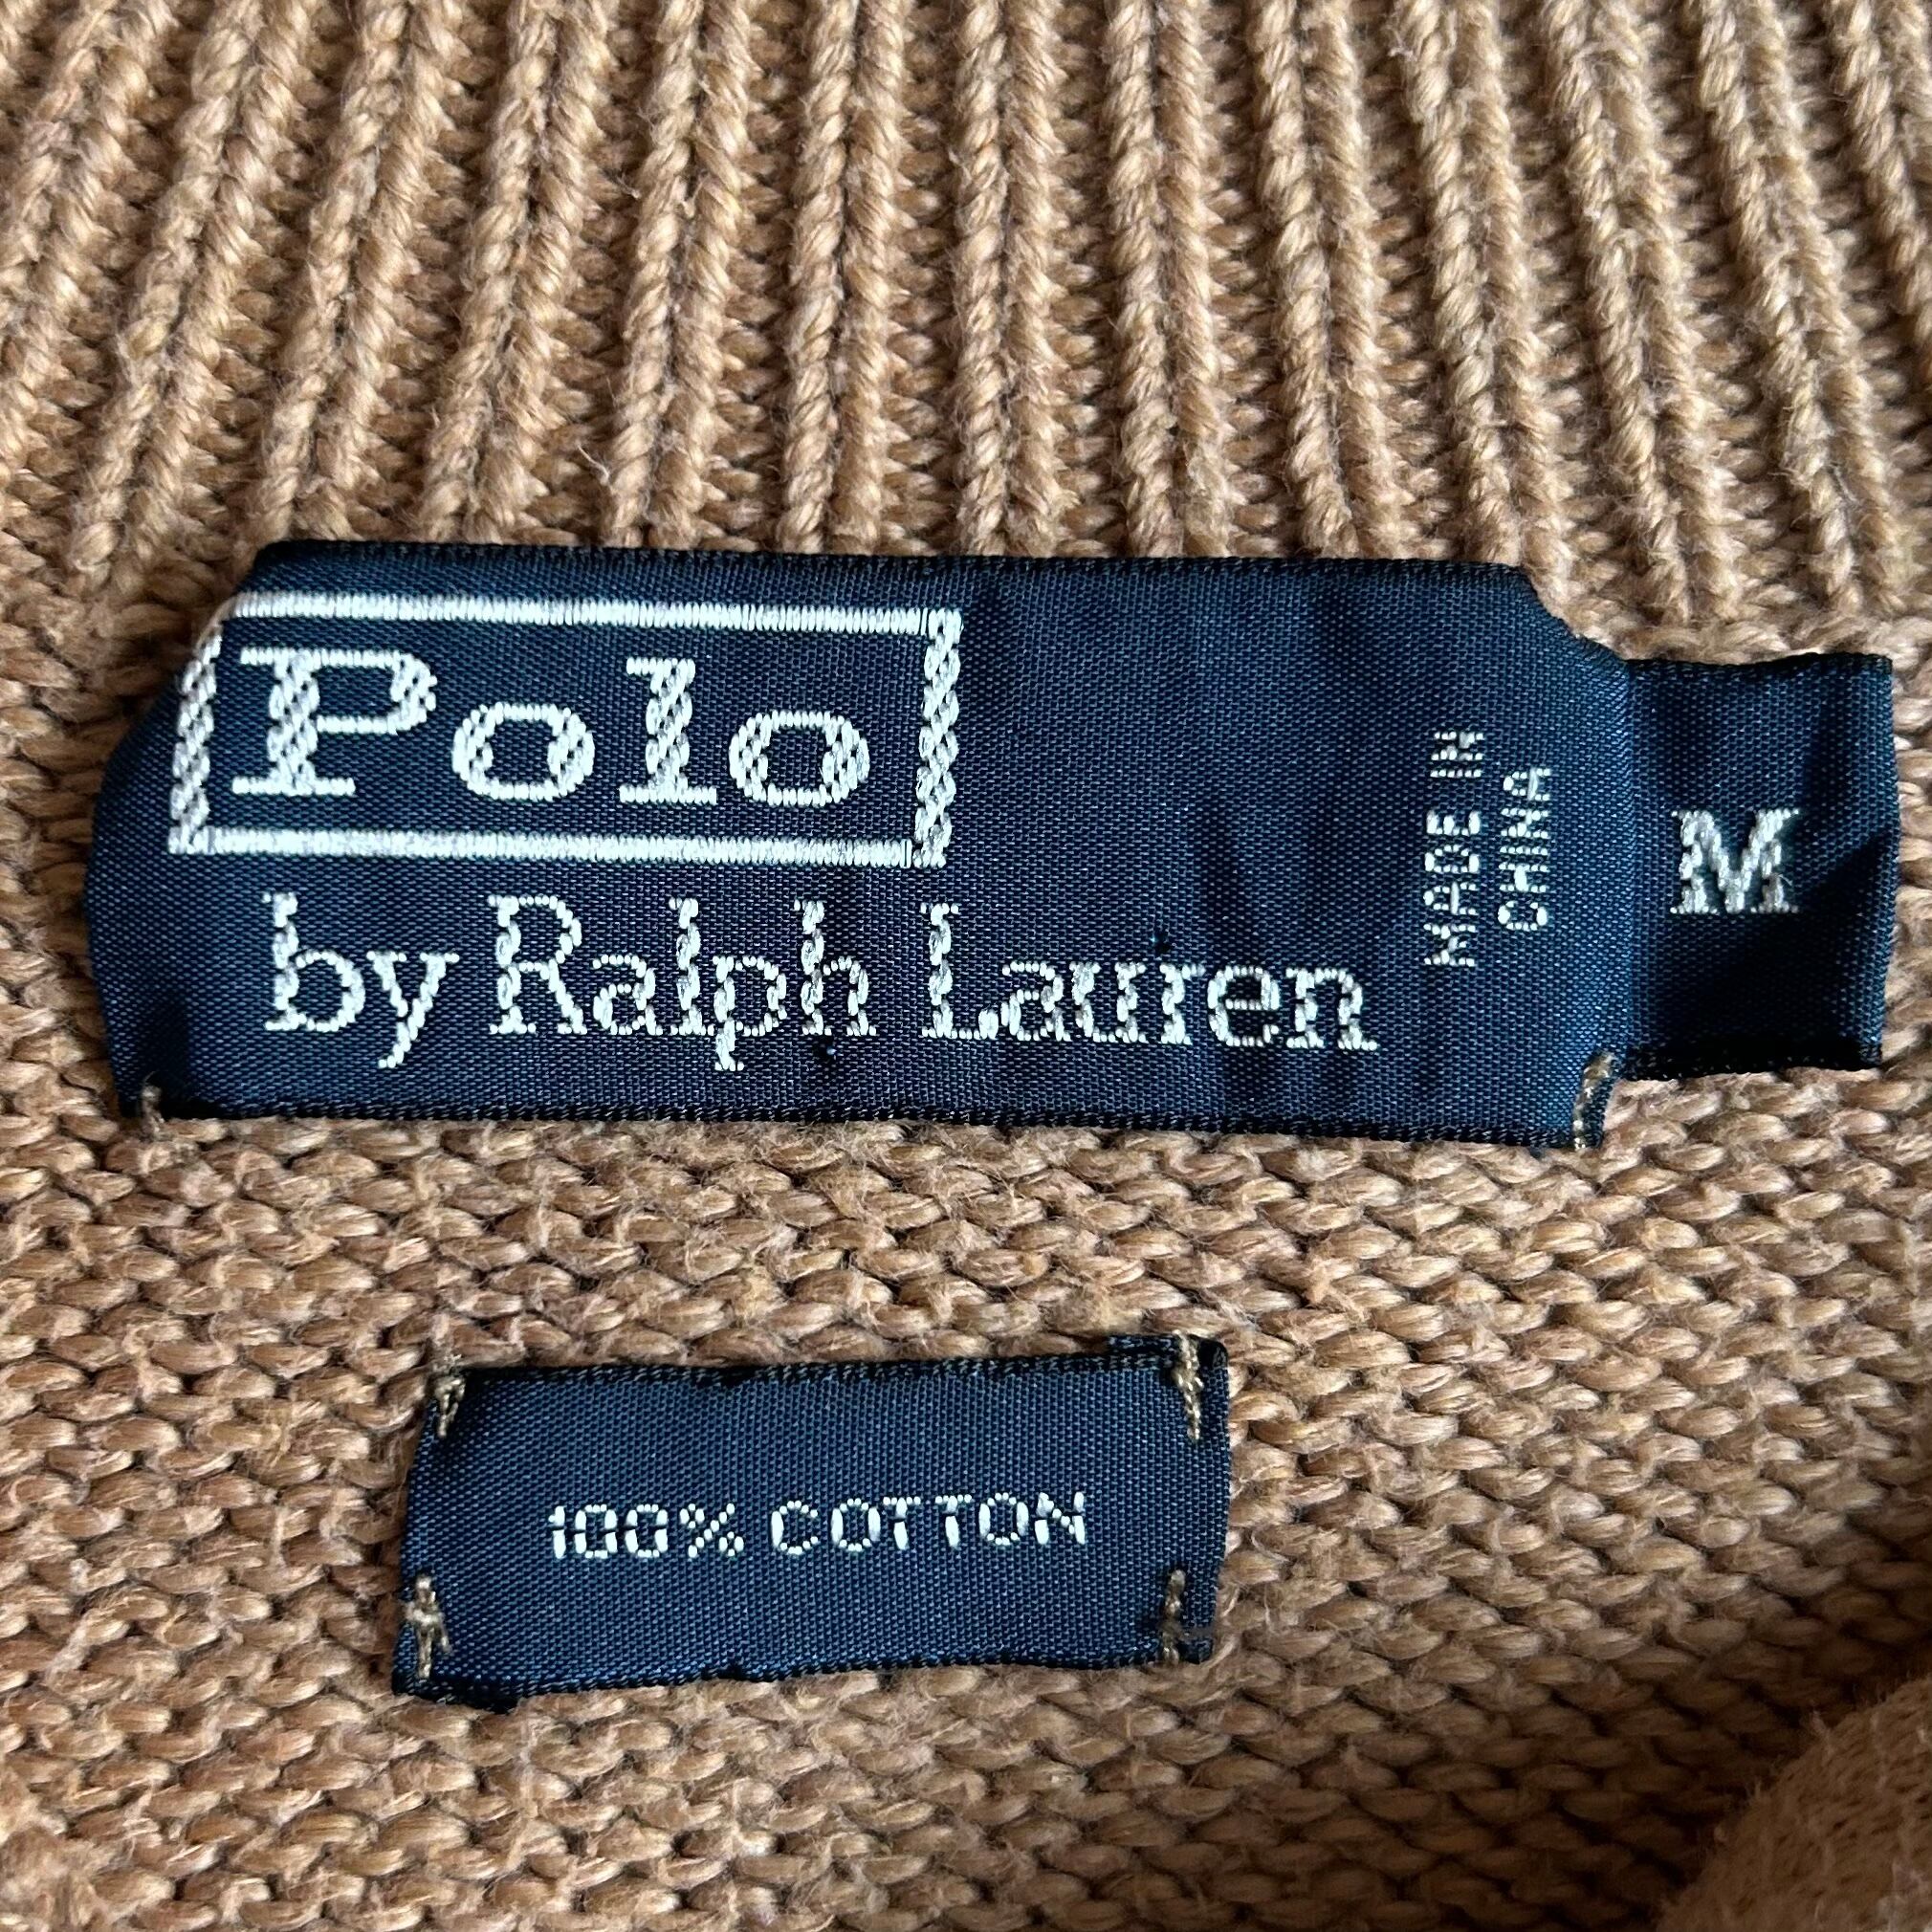 Polo
by Ralph Lauren
MADE IN
CHINA
M
100% COTTON